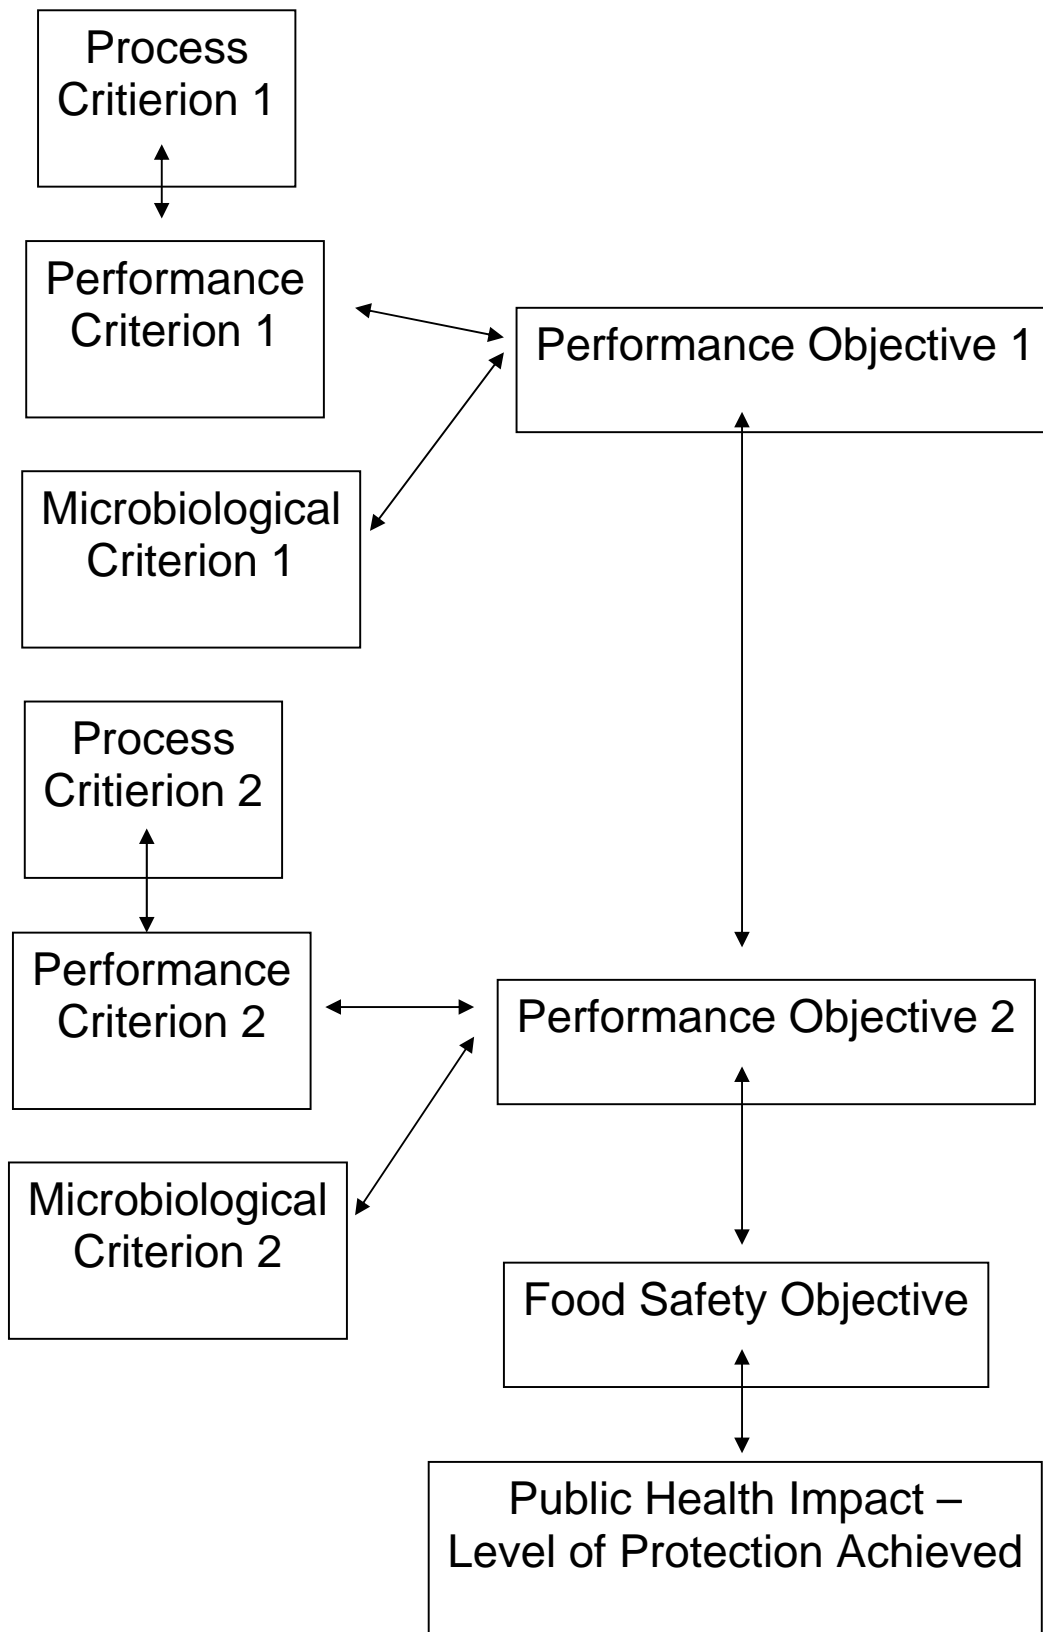 Process
Critierion 1
Performance
Criterion 1
Performance Objective 1
Microbiological
Criterion 1
Process
Critierion 2
Performance
Criterion 2
Performance Objective 2
Microbiological
Criterion 2
Food Safety Objective
Public Health Impact –
Level of Protection Achieved